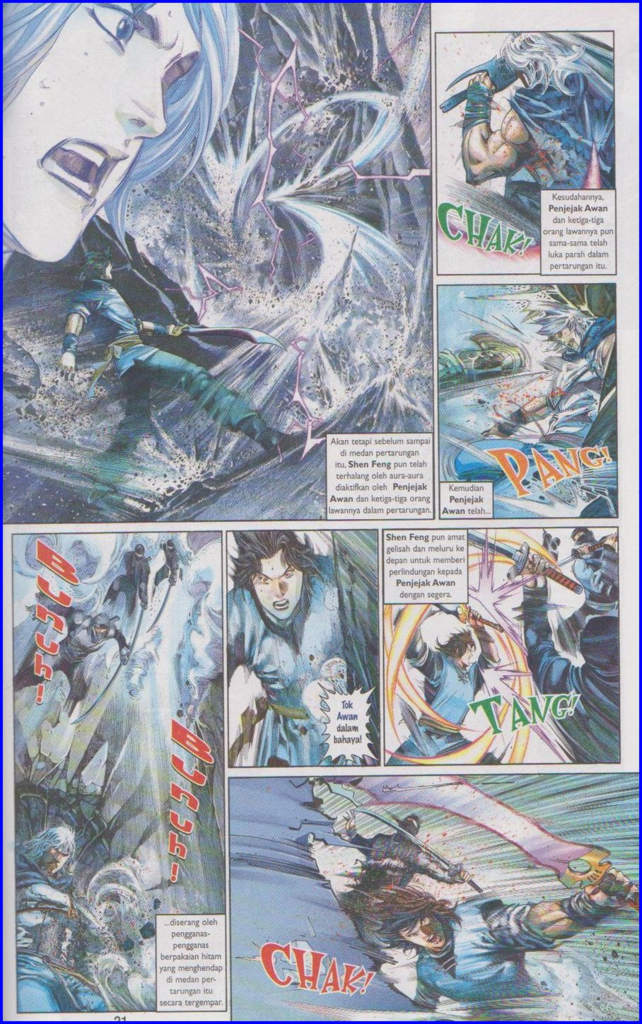 Akan tetapi sebelum sampai
di medan pertarungan
itu, Shen Feng pun telah
terhalang oleh aura-aura
diaktifkan oleh Penjejak
Awan dan ketiga-tiga orang
lawannya dalam pertarungan.
CHAK!
Kesudahannya,
Penjejak Awan
dan ketiga-tiga
orang lawannya pun
sama-sama telah
luka parah dalam
pertarungan itu.
PANG!
Kemudian
Penjejak
Awan telah...
BUNUH!
BUNUH!
...diserang oleh
pengganas-
pengganas
berpakaian hitam
yang menghendap
di medan per-
tarungan itu
secara tergempar.
Tok
Awan
dalam
bahaya!
Shen Feng pun amat
gelisah dan meluru ke
depan untuk memberi
perlindungan kepada
Penjejak Awan
dengan segera.
TANG!
CHAK!
21